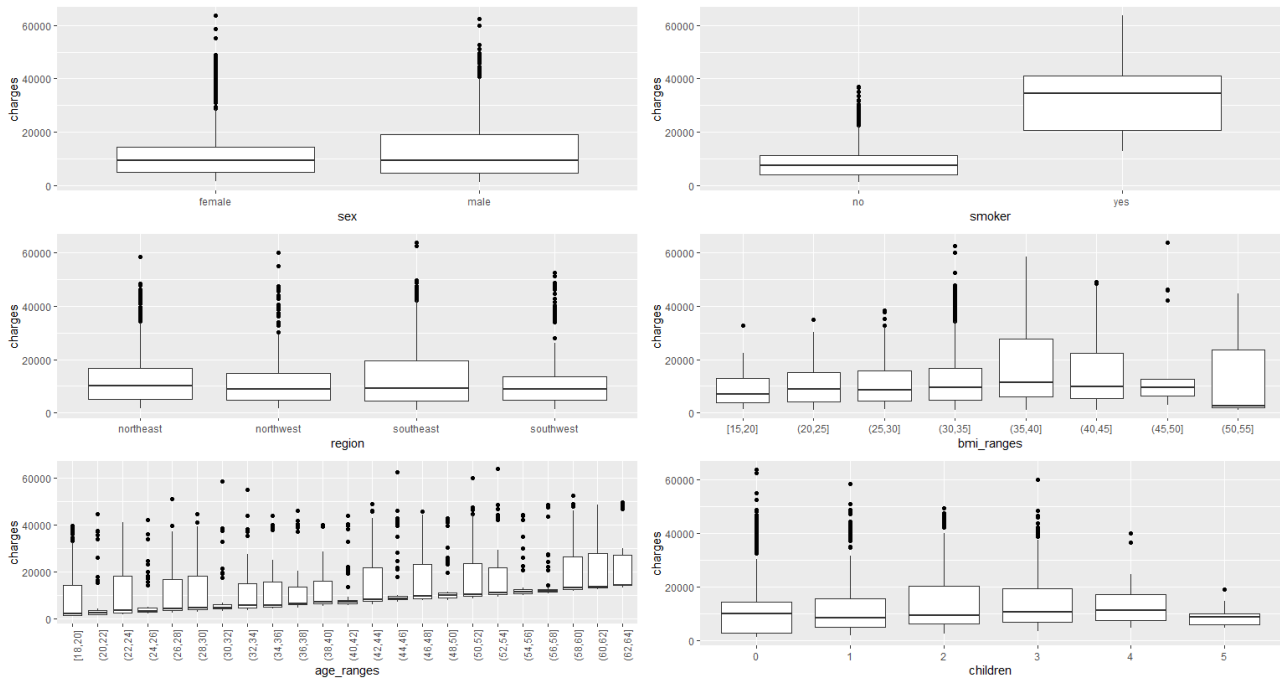 charges
60000
40000
20000
0
female male
sex
charges
60000
40000
20000
0
no yes
smoker
charges
60000
40000
20000
0
northeast northwest southeast southwest
region
charges
60000
40000
20000
0
[15,20] (20,25] (25,30] (30,35] (35,40] (40,45] (45,50] (50,55]
bmi_ranges
charges
60000
40000
20000
0
[18,20] (20,22] (22,24] (24,26] (26,28] (28,30] (30,32] (32,34] (34,36] (36,38] (38,40] (40,42] (42,44] (44,46] (46,48] (48,50] (50,52] (52,54] (54,56] (56,58] (58,60] (60,62] (62,64]
age_ranges
charges
60000
40000
20000
0
0 1 2 3 4 5
children